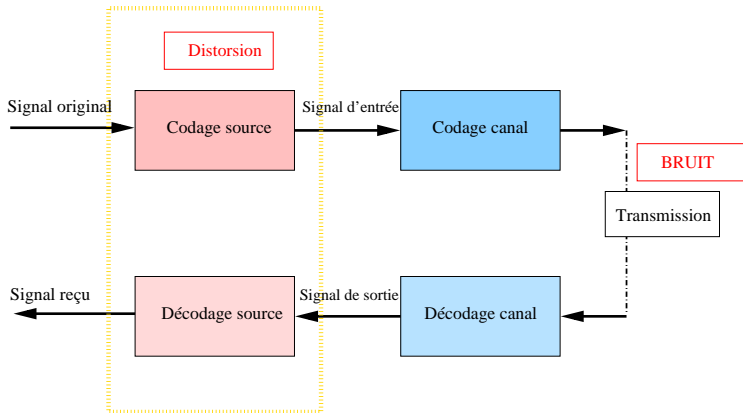 Distorsion
Signal original
Codage source
Signal d'entrée
Codage canal
BRUIT
Transmission
Signal reçu
Décodage source
Signal de sortie
Décodage canal